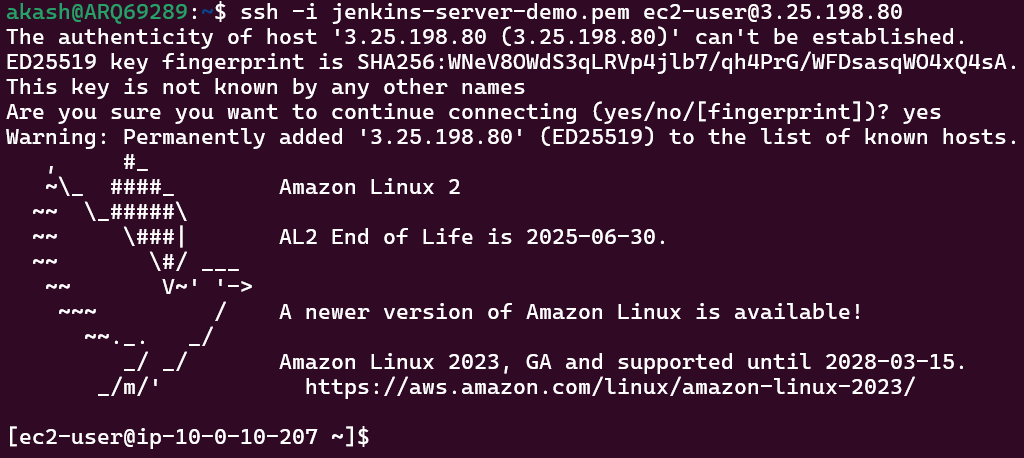 akash@ARQ69289:~$ ssh -i jenkins-server-demo.pem ec2-user@3.25.198.80
The authenticity of host '3.25.198.80 (3.25.198.80)' can't be established.
ED25519 key fingerprint is SHA256:WNeV8OWdS3qLRVp4jlb7/qh4PrG/WFDsasqWO4xQ4sA.
This key is not known by any other names
Are you sure you want to continue connecting (yes/no/[fingerprint])? yes
Warning: Permanently added '3.25.198.80' (ED25519) to the list of known hosts.
   ,     #_
   ~\_  ####_        Amazon Linux 2
  ~~  \_#####\
  ~~     \###|       AL2 End of Life is 2025-06-30.
  ~~       \#/ ___
   ~~       V~' '->
    ~~~         /    A newer version of Amazon Linux is available!
      ~~._.   _/
         _/ _/       Amazon Linux 2023, GA and supported until 2028-03-15.
       _/m/'           https://aws.amazon.com/linux/amazon-linux-2023/

[ec2-user@ip-10-0-10-207 ~]$